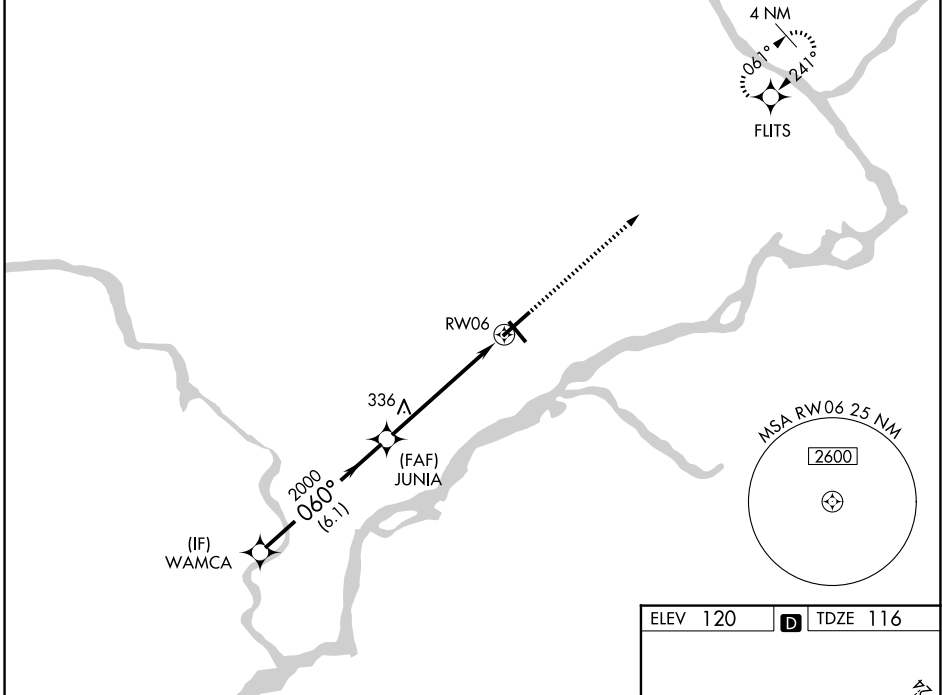 4 NM
061°
241°
FLITS
RW06
336
(FAF)
JUNIA
2000
060°
(6.1)
(IF)
WAMCA
MSA RW06 25 NM
2600
ELEV 120 D TDZE 116